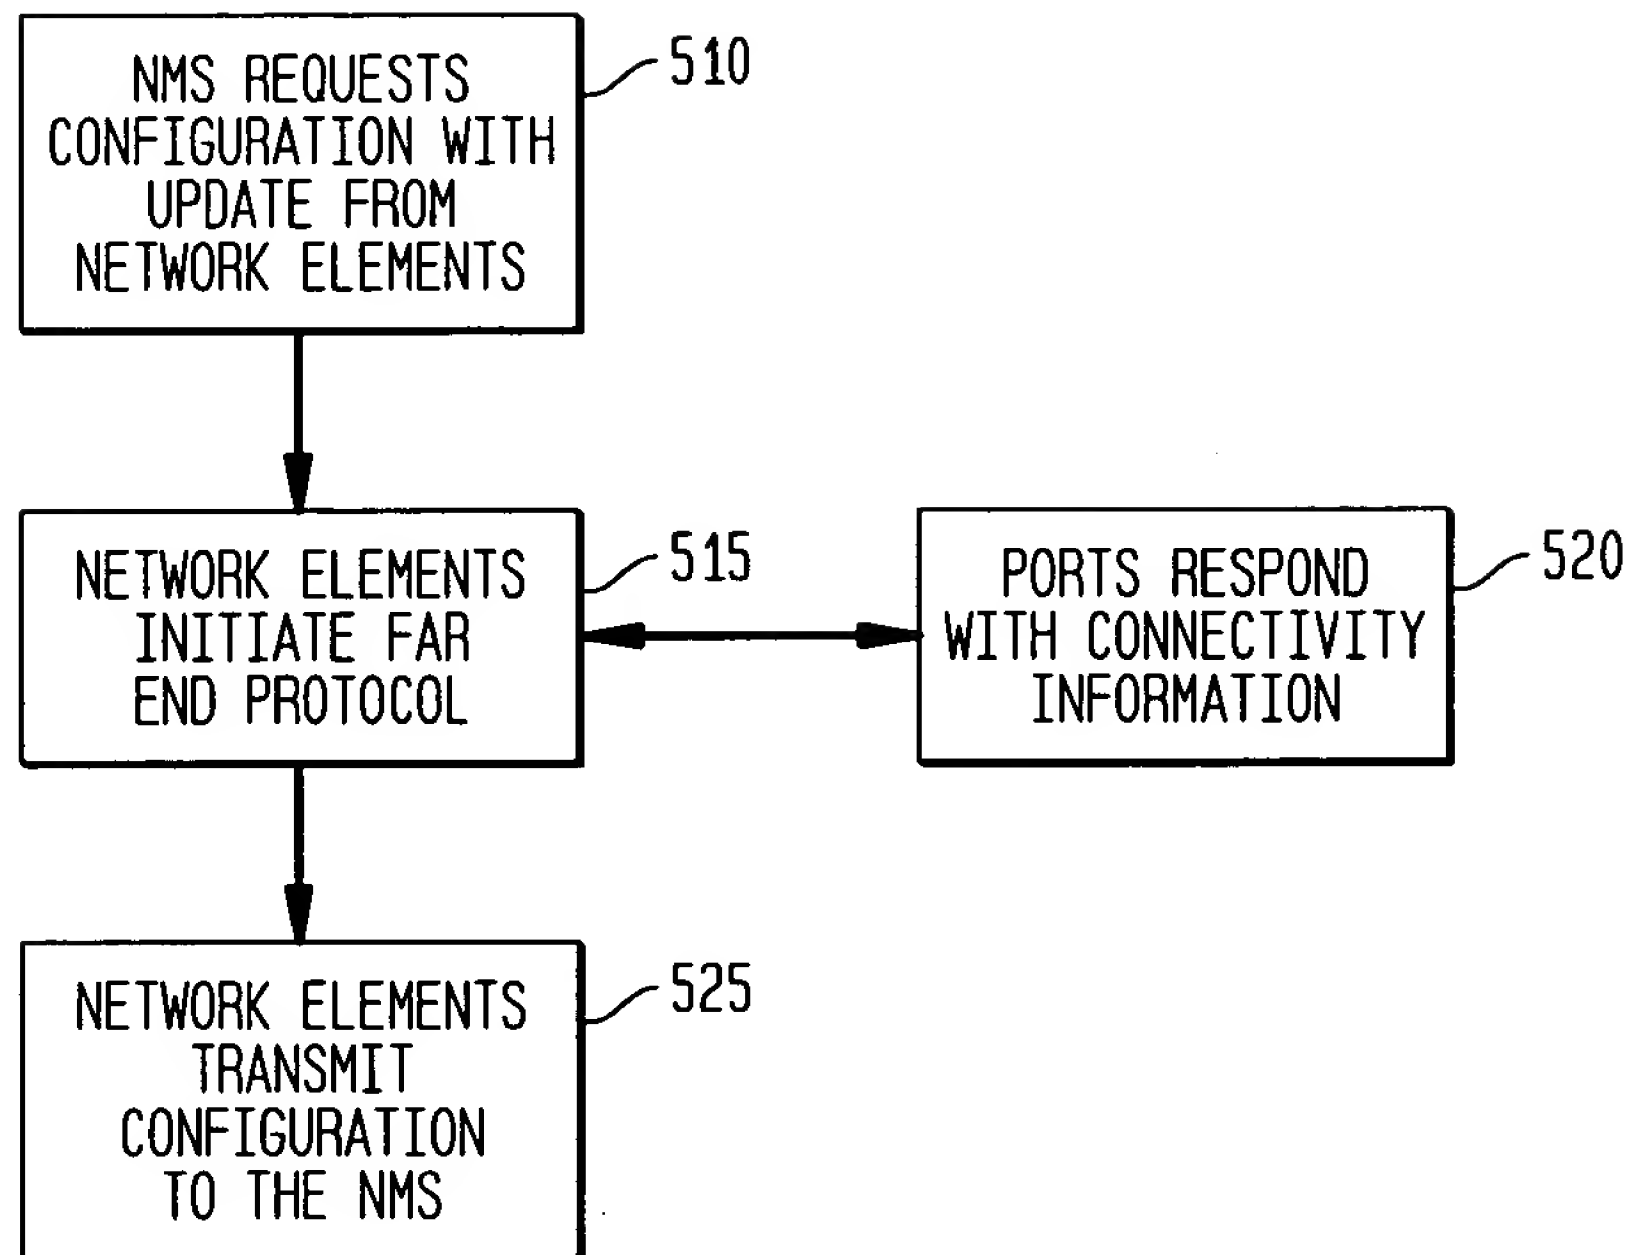 NMS REQUESTS
CONFIGURATION WITH
UPDATE FROM
NETWORK ELEMENTS
510
NETWORK ELEMENTS
INITIATE FAR
END PROTOCOL
515
PORTS RESPOND
WITH CONNECTIVITY
INFORMATION
520
NETWORK ELEMENTS
TRANSMIT
CONFIGURATION
TO THE NMS
525